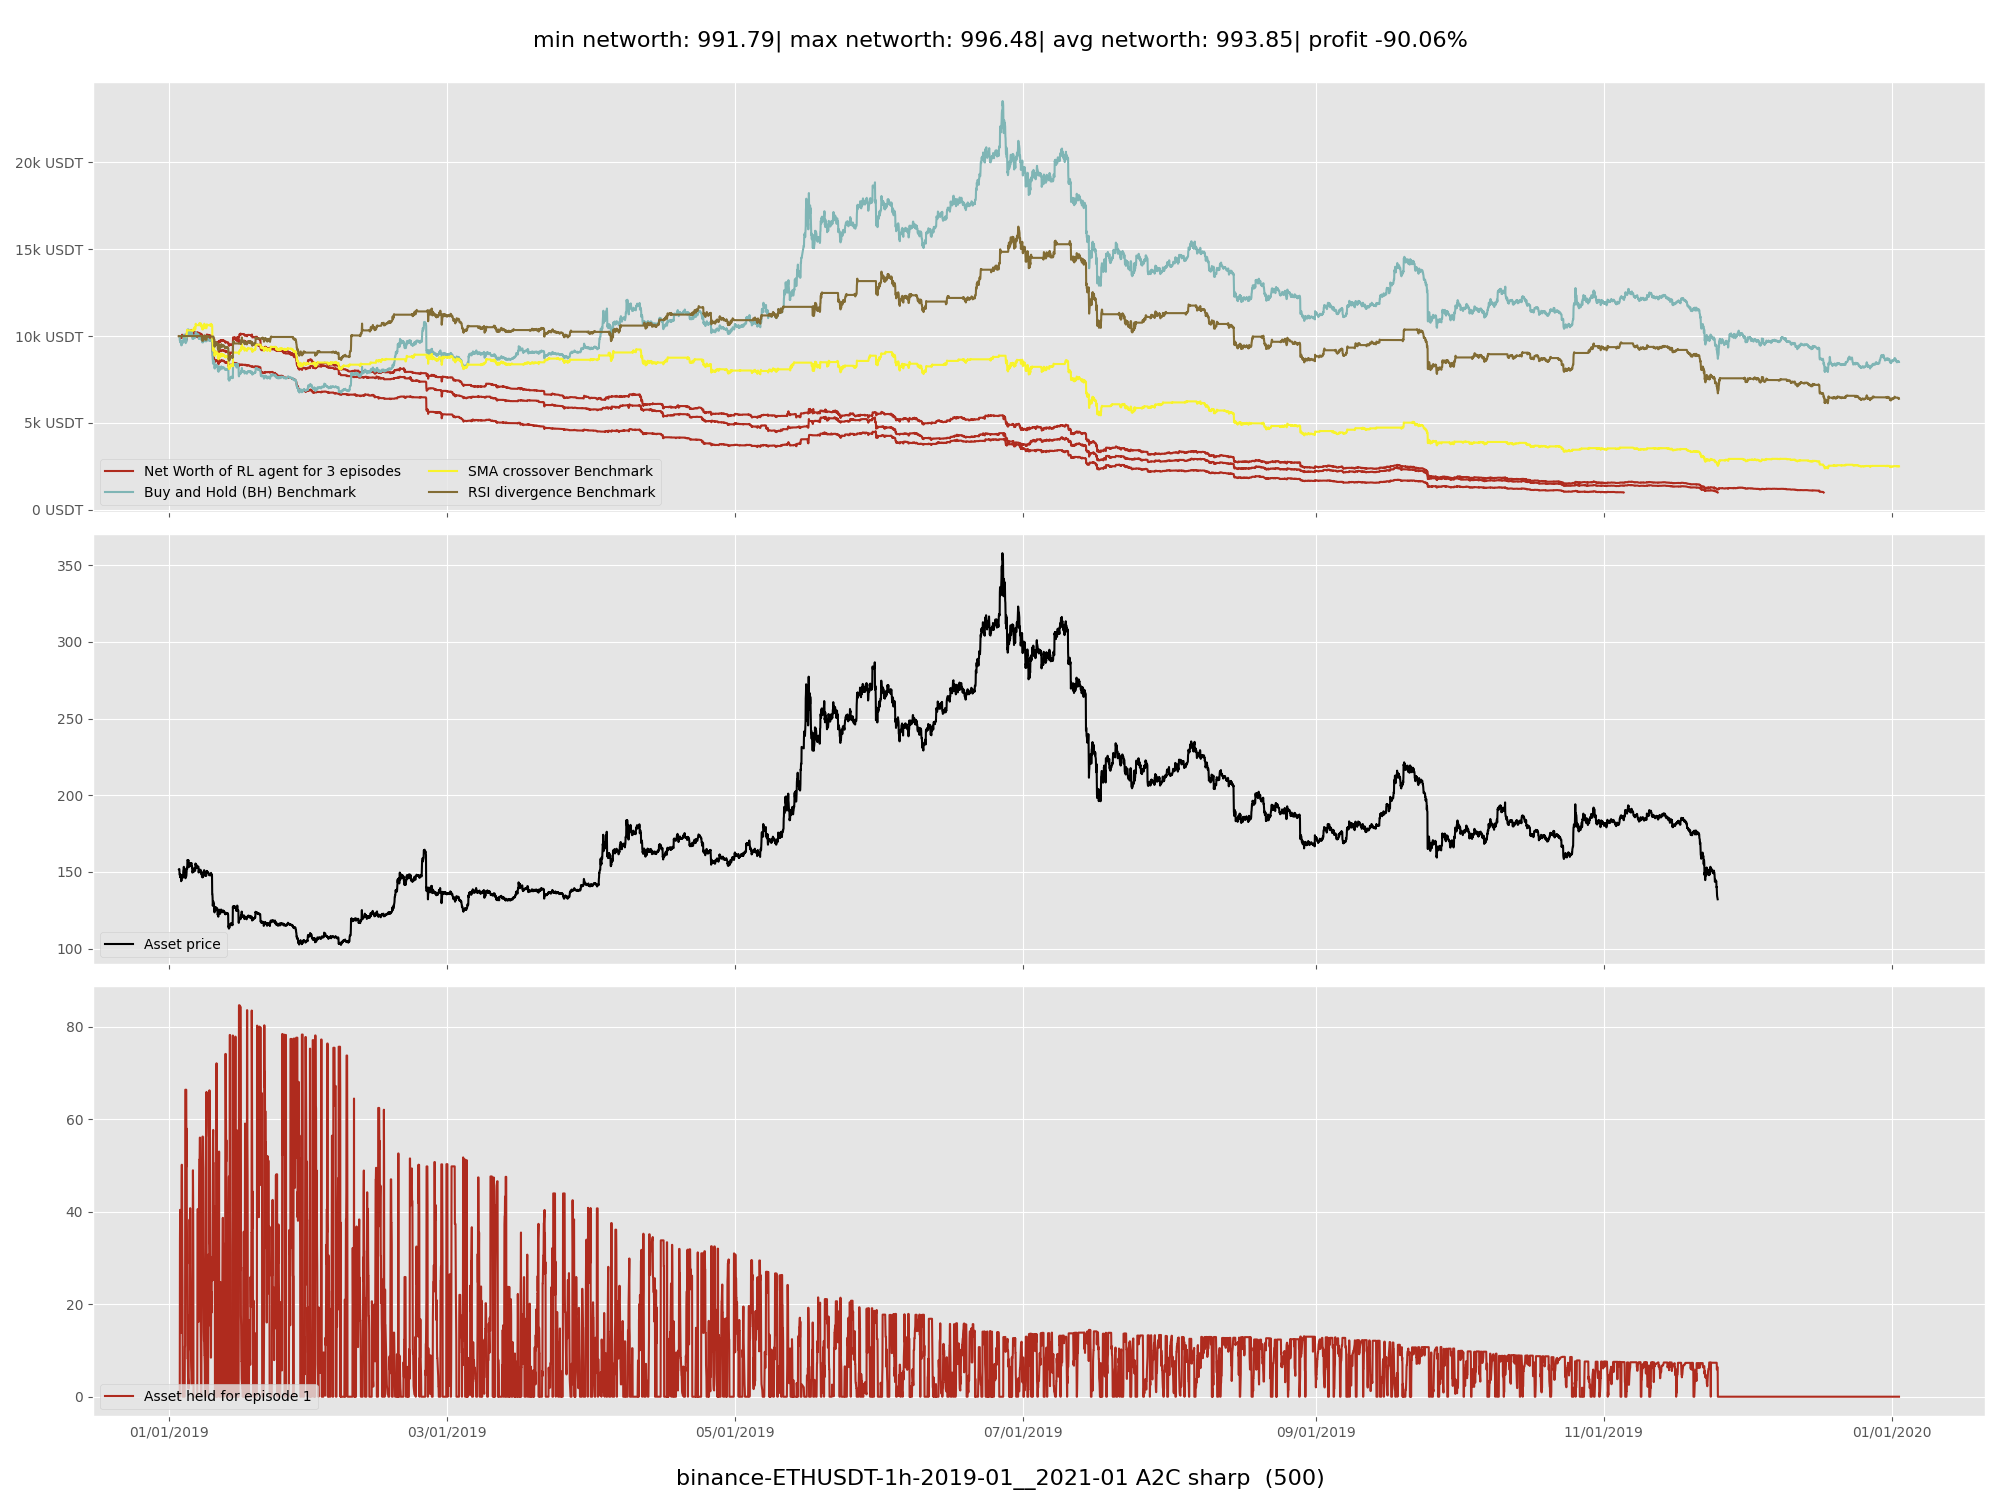 min networth: 991.79| max networth: 996.48| avg networth: 993.85| profit -90.06%
20k USDT
15k USDT
10k USDT
5k USDT
0 USDT
Net Worth of RL agent for 3 episodes
Buy and Hold (BH) Benchmark
SMA crossover Benchmark
RSI divergence Benchmark
350
300
250
200
150
100
Asset price
80
60
40
20
0
Asset held for episode 1
01/01/2019 03/01/2019 05/01/2019 07/01/2019 09/01/2019 11/01/2019 01/01/2020
binance-ETHUSDT-1h-2019-01__2021-01 A2C sharp (500)